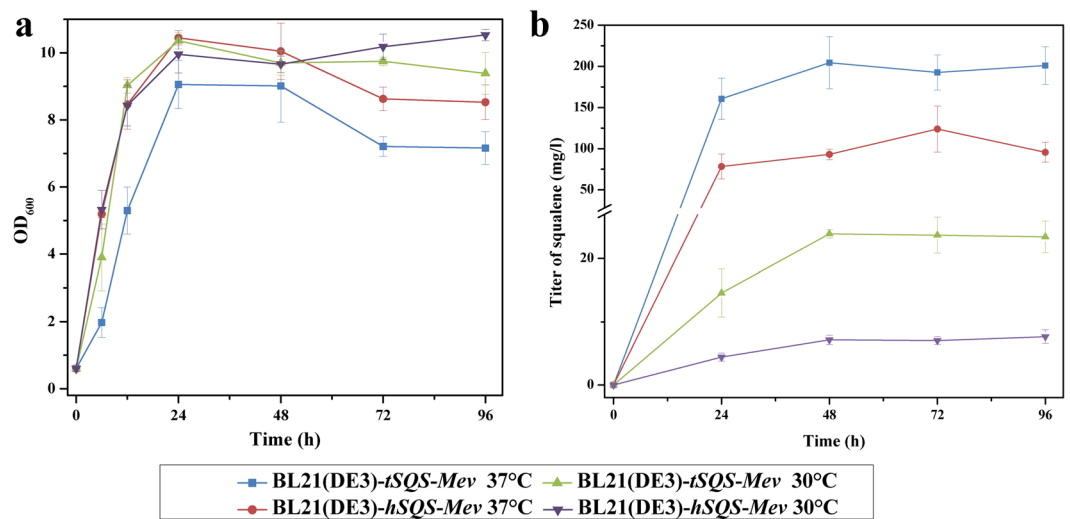 a
b
OD600
10
8
6
4
2
0
0 24 48 72 96
Time (h)
Titer of squalene (mg/l)
250
200
150
100
50
20
0
0 24 48 72 96
Time (h)
BL21(DE3)-tSQS-Mev 37°C BL21(DE3)-tSQS-Mev 30°C
BL21(DE3)-hSQS-Mev 37°C BL21(DE3)-hSQS-Mev 30°C